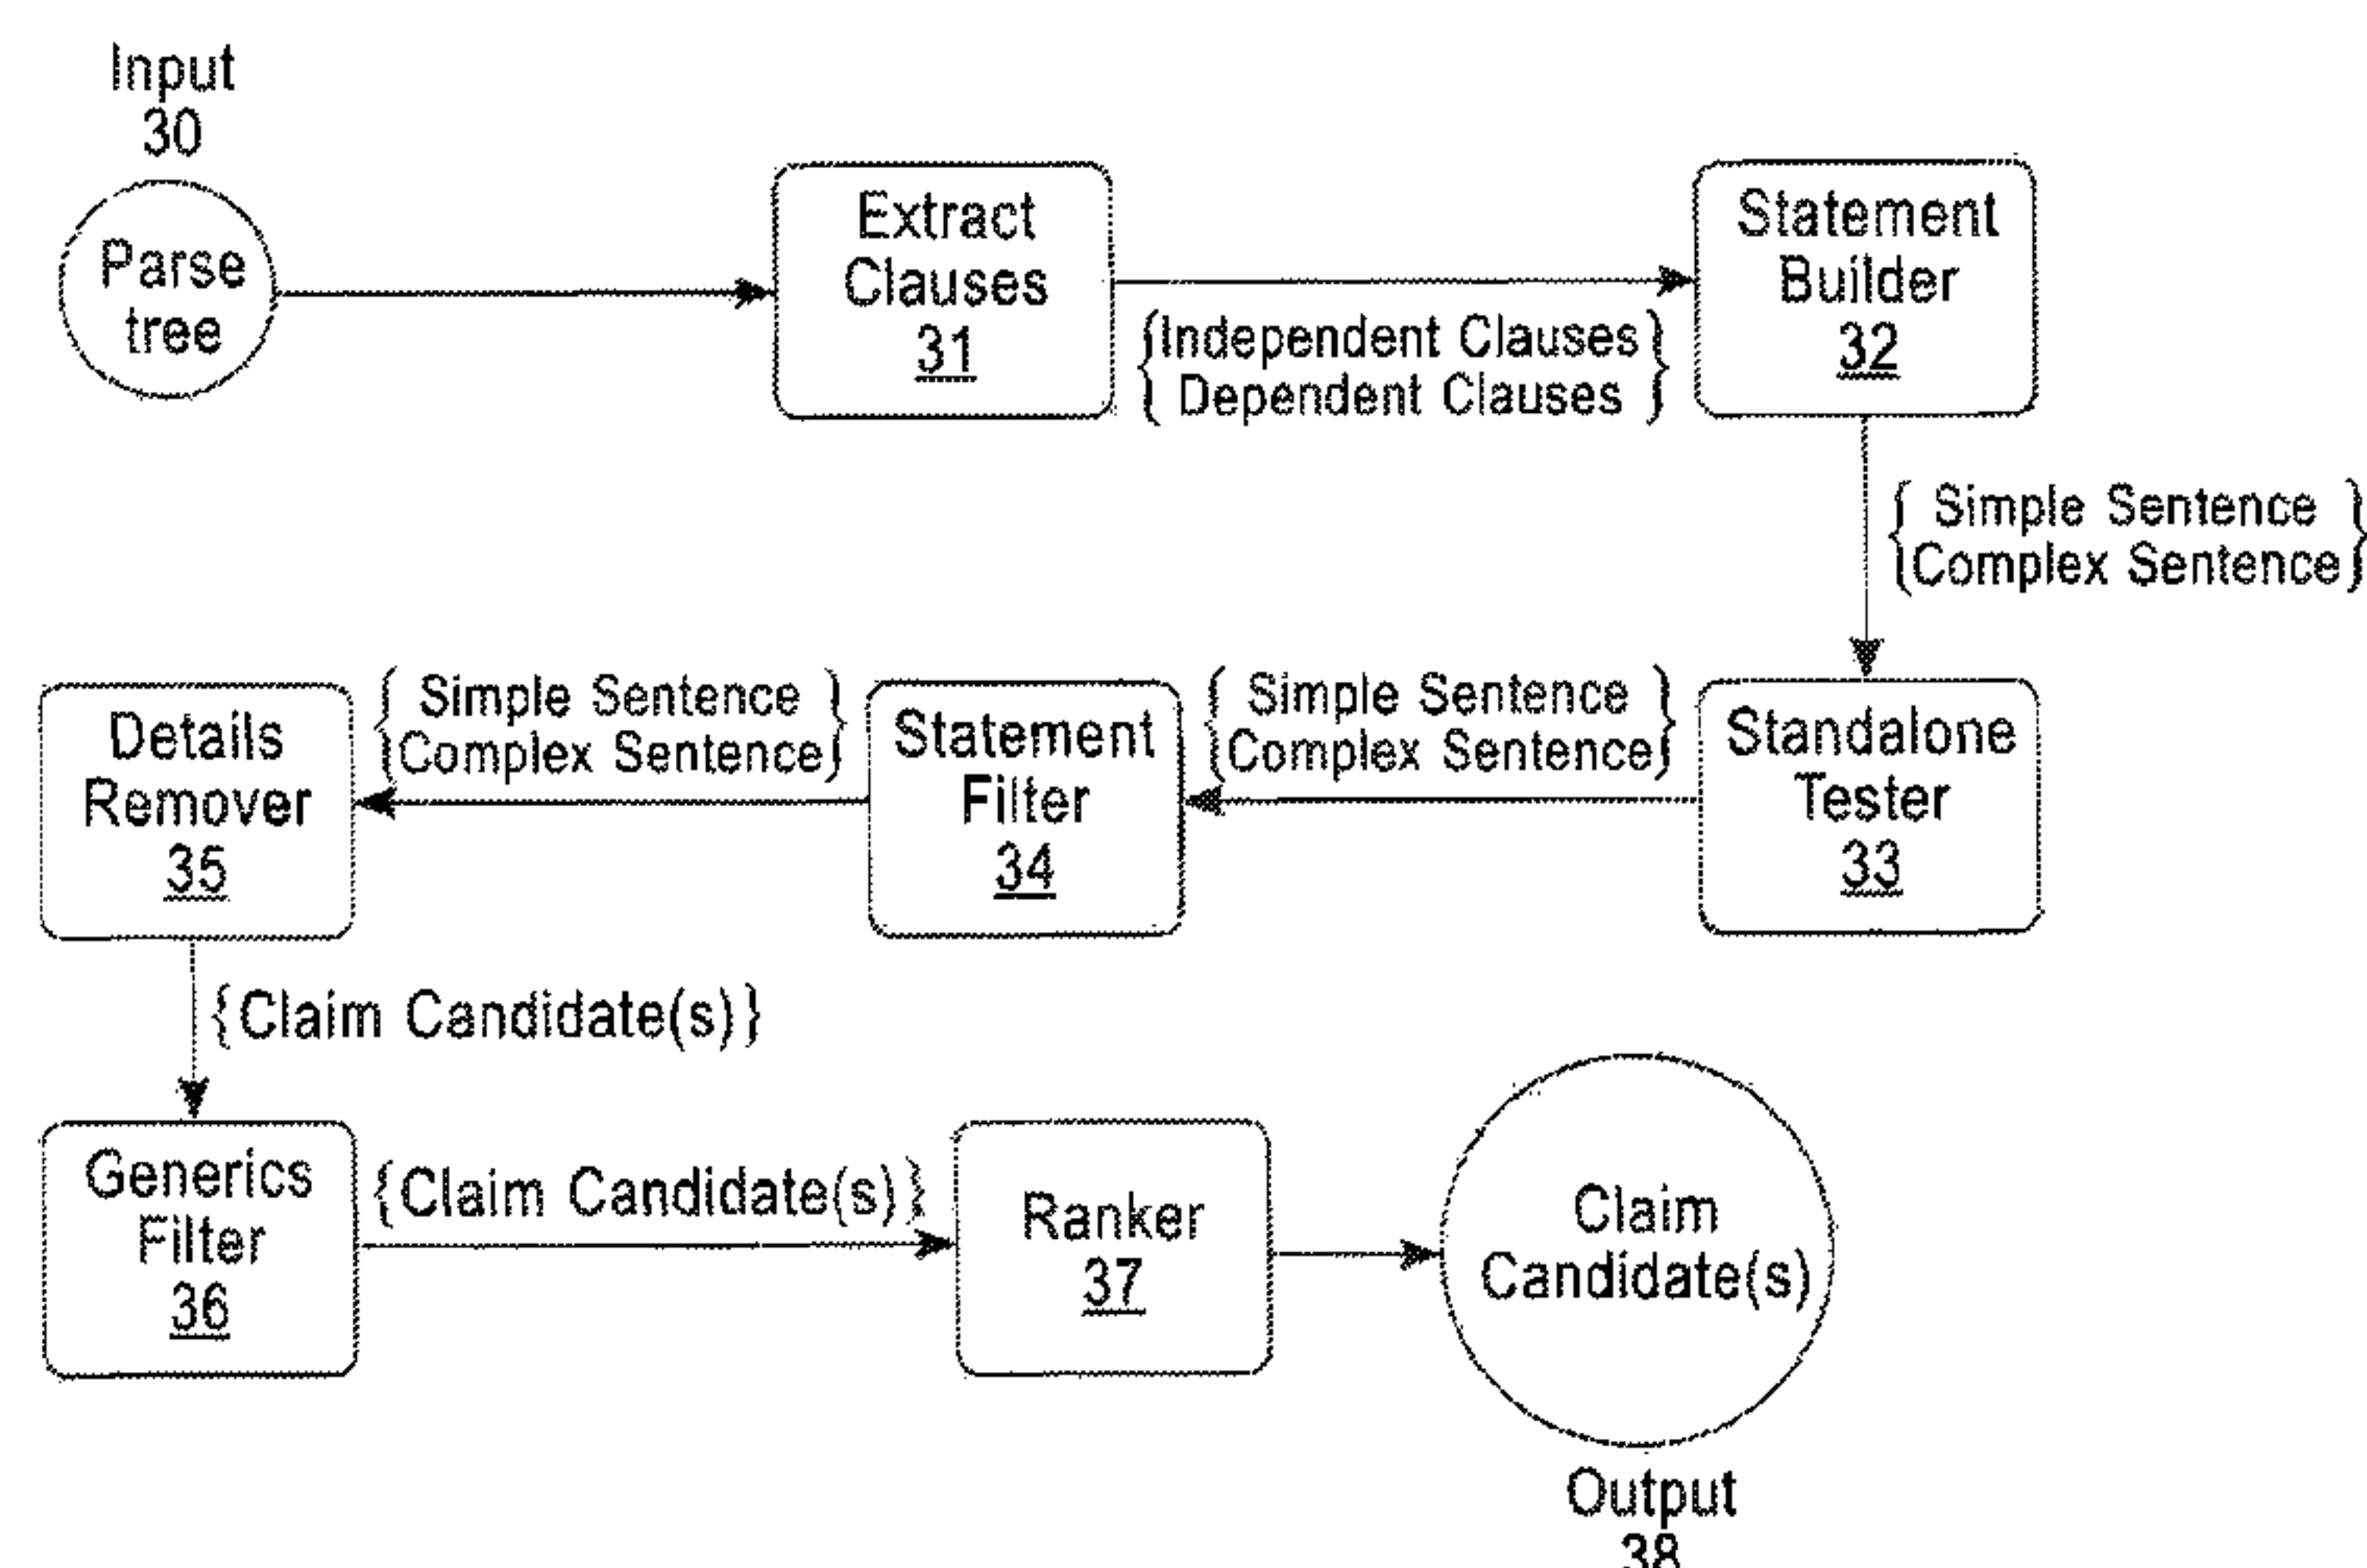 Input
30
Parse
tree
Extract
Clauses
31
{Independent Clauses}
{Dependent Clauses}
Statement
Builder
32
{Simple Sentence}
{Complex Sentence}
Standalone
Tester
33
{Simple Sentence}
{Complex Sentence}
Statement
Filter
34
{Simple Sentence}
{Complex Sentence}
Details
Remover
35
{Claim Candidate(s)}
Generics
Filter
36
{Claim Candidate(s)}
Ranker
37
Claim
Candidate(s)
Output
38